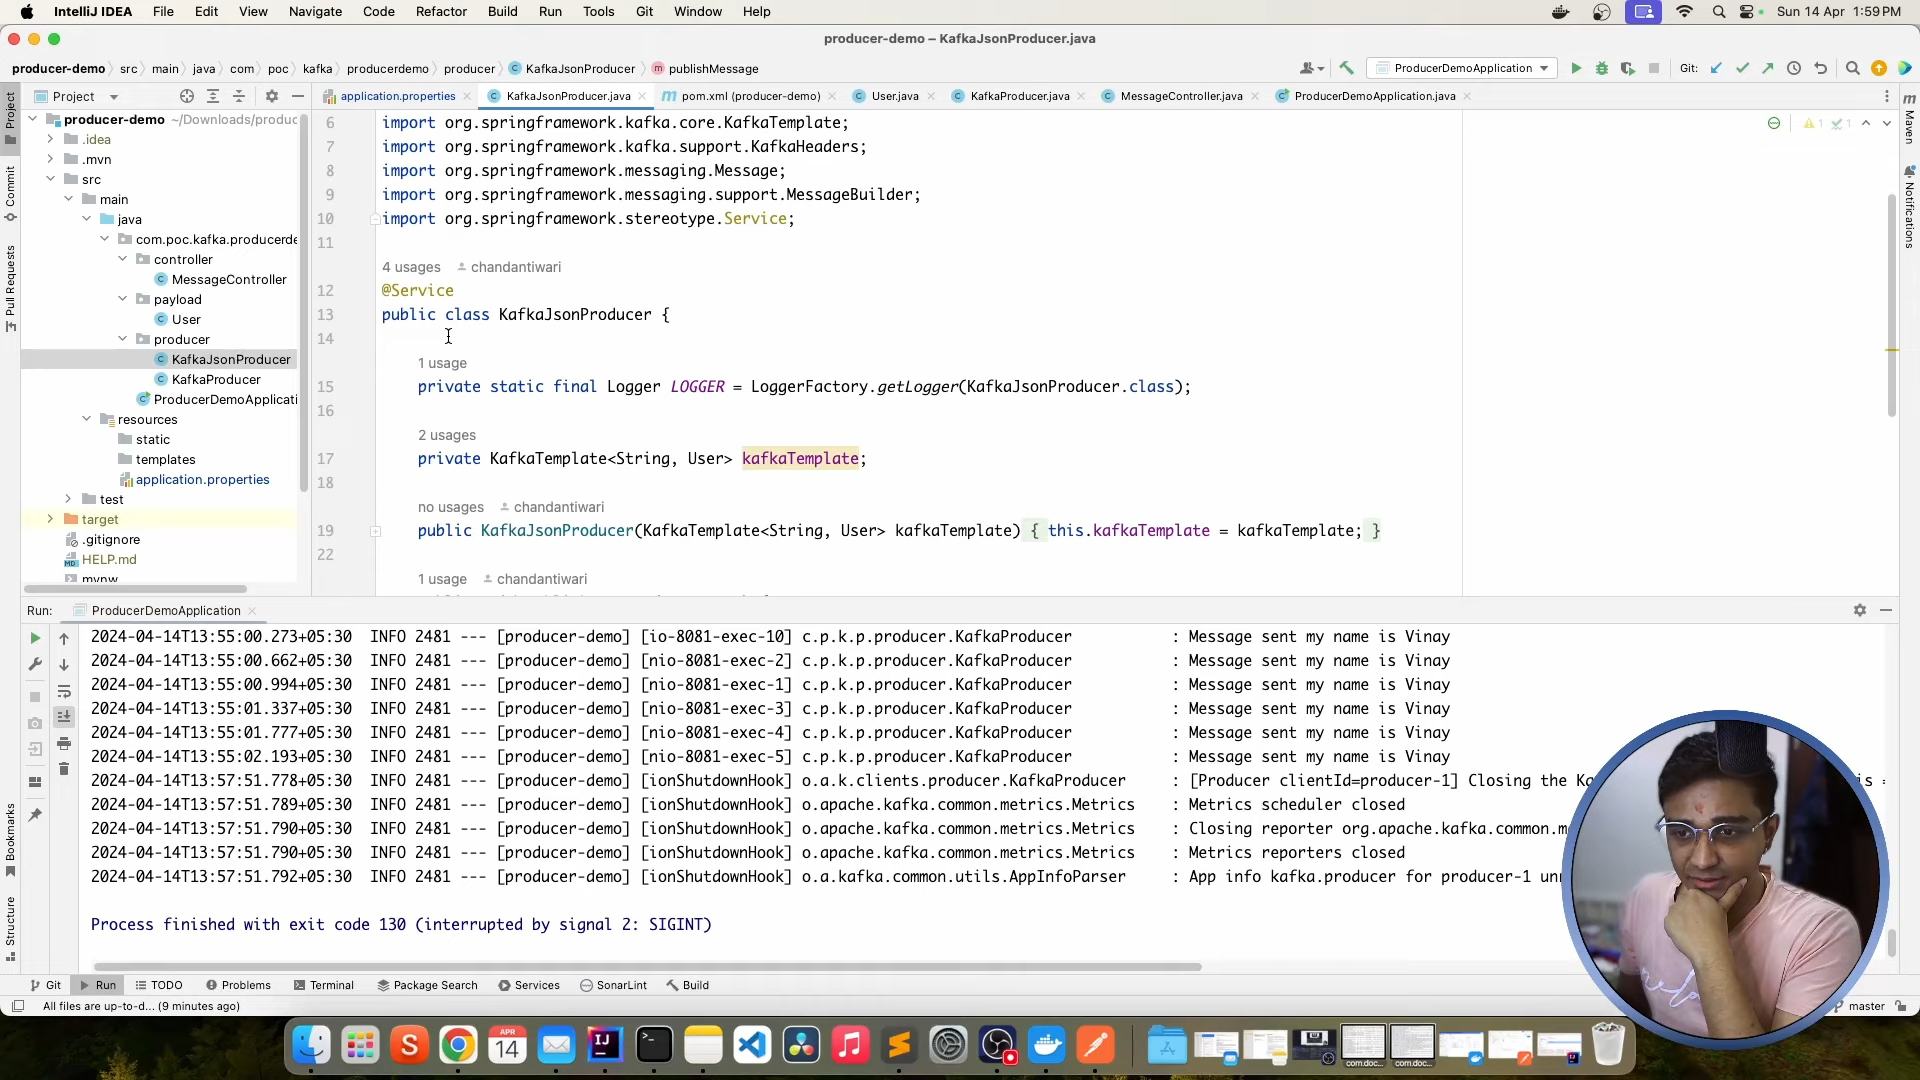 IntelliJ IDEA File Edit View Navigate Code Refactor Build Run Tools Git Window Help Sun 14 Apr 1:59 PM
producer-demo – KafkaJsonProducer.java
producer-demo src main java com poc kafka producerdemo producer KafkaJsonProducer publishMessage ProducerDemoApplication Git:
Project application.properties KafkaJsonProducer.java pom.xml (producer-demo) User.java KafkaProducer.java MessageController.java ProducerDemoApplication.java
producer-demo ~/Downloads/produc
.idea
.mvn
src
main
java
com.poc.kafka.producerde
controller
MessageController
payload
User
producer
KafkaJsonProducer
KafkaProducer
ProducerDemoApplicati
resources
static
templates
application.properties
test
target
.gitignore
HELP.md
mvnw
6 import org.springframework.kafka.core.KafkaTemplate;
7 import org.springframework.kafka.support.KafkaHeaders;
8 import org.springframework.messaging.Message;
9 import org.springframework.messaging.support.MessageBuilder;
10 import org.springframework.stereotype.Service;
11
4 usages chandantiwari
12 @Service
13 public class KafkaJsonProducer {
14
1 usage
15 private static final Logger LOGGER = LoggerFactory.getLogger(KafkaJsonProducer.class);
16
2 usages
17 private KafkaTemplate<String, User> kafkaTemplate;
18
no usages chandantiwari
19 public KafkaJsonProducer(KafkaTemplate<String, User> kafkaTemplate) { this.kafkaTemplate = kafkaTemplate; }
22
1 usage chandantiwari
1 1
Project
Commit
Pull Requests
Bookmarks
Structure
Maven
Notifications
Run: ProducerDemoApplication
2024-04-14T13:55:00.273+05:30 INFO 2481 --- [producer-demo] [io-8081-exec-10] c.p.k.p.producer.KafkaProducer : Message sent my name is Vinay
2024-04-14T13:55:00.662+05:30 INFO 2481 --- [producer-demo] [nio-8081-exec-2] c.p.k.p.producer.KafkaProducer : Message sent my name is Vinay
2024-04-14T13:55:00.994+05:30 INFO 2481 --- [producer-demo] [nio-8081-exec-1] c.p.k.p.producer.KafkaProducer : Message sent my name is Vinay
2024-04-14T13:55:01.337+05:30 INFO 2481 --- [producer-demo] [nio-8081-exec-3] c.p.k.p.producer.KafkaProducer : Message sent my name is Vinay
2024-04-14T13:55:01.777+05:30 INFO 2481 --- [producer-demo] [nio-8081-exec-4] c.p.k.p.producer.KafkaProducer : Message sent my name is Vinay
2024-04-14T13:55:02.193+05:30 INFO 2481 --- [producer-demo] [nio-8081-exec-5] c.p.k.p.producer.KafkaProducer : Message sent my name is Vinay
2024-04-14T13:57:51.778+05:30 INFO 2481 --- [producer-demo] [ionShutdownHook] o.a.k.clients.producer.KafkaProducer : [Producer clientId=producer-1] Closing the Ka is =
2024-04-14T13:57:51.789+05:30 INFO 2481 --- [producer-demo] [ionShutdownHook] o.apache.kafka.common.metrics.Metrics : Metrics scheduler closed
2024-04-14T13:57:51.790+05:30 INFO 2481 --- [producer-demo] [ionShutdownHook] o.apache.kafka.common.metrics.Metrics : Closing reporter org.apache.kafka.common.m
2024-04-14T13:57:51.790+05:30 INFO 2481 --- [producer-demo] [ionShutdownHook] o.apache.kafka.common.metrics.Metrics : Metrics reporters closed
2024-04-14T13:57:51.792+05:30 INFO 2481 --- [producer-demo] [ionShutdownHook] o.a.kafka.common.utils.AppInfoParser : App info kafka.producer for producer-1 unr
Process finished with exit code 130 (interrupted by signal 2: SIGINT)
Git Run TODO Problems Terminal Package Search Services SonarLint Build
All files are up-to-d... (9 minutes ago) master
APR
14
com.doc...
com.doc...